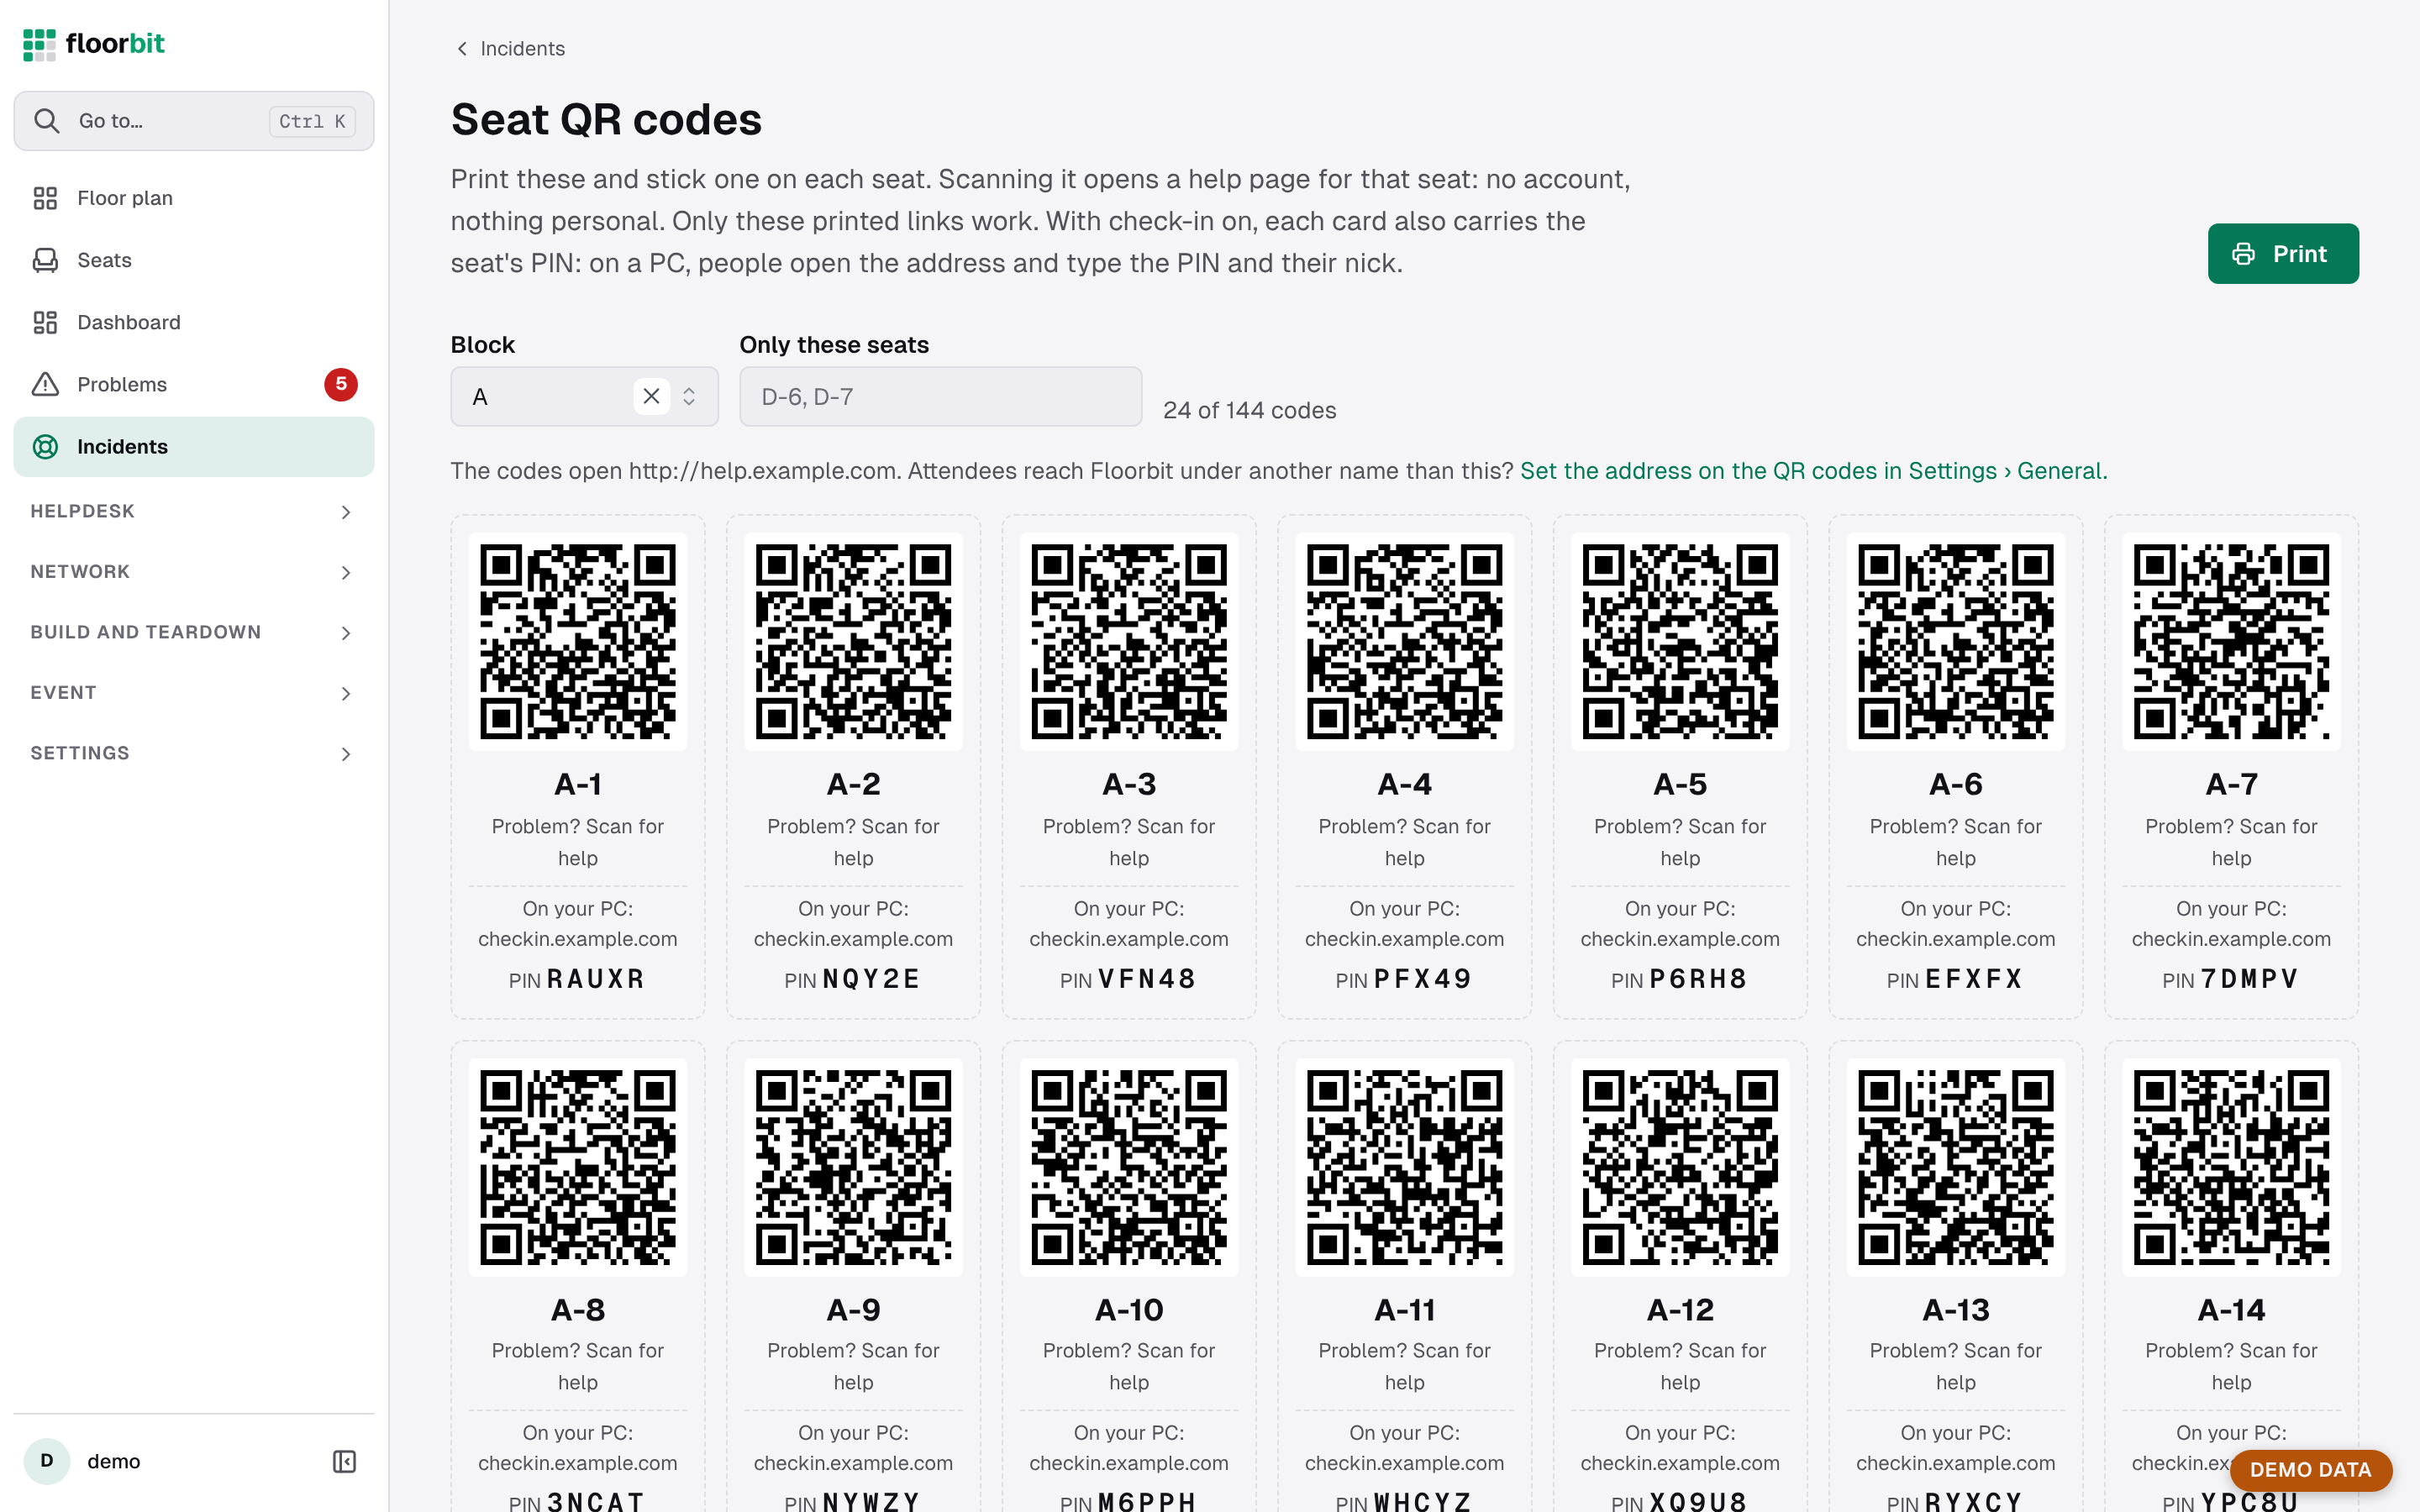 floorbit
Go to...
Ctrl K
Floor plan
Seats
Dashboard
Problems
5
Incidents
HELPDESK
NETWORK
BUILD AND TEARDOWN
EVENT
SETTINGS
D
demo
Incidents
Seat QR codes
Print these and stick one on each seat. Scanning it opens a help page for that seat: no account,
nothing personal. Only these printed links work. With check-in on, each card also carries the
seat's PIN: on a PC, people open the address and type the PIN and their nick.
Print
Block
Only these seats
A
D-6, D-7
24 of 144 codes
The codes open http://help.example.com. Attendees reach Floorbit under another name than this? Set the address on the QR codes in Settings › General.
A-1
Problem? Scan for
help
On your PC:
checkin.example.com
PIN RAUXR
A-2
Problem? Scan for
help
On your PC:
checkin.example.com
PIN NQY2E
A-3
Problem? Scan for
help
On your PC:
checkin.example.com
PIN VFN48
A-4
Problem? Scan for
help
On your PC:
checkin.example.com
PIN PFX49
A-5
Problem? Scan for
help
On your PC:
checkin.example.com
PIN P6RH8
A-6
Problem? Scan for
help
On your PC:
checkin.example.com
PIN EFXFX
A-7
Problem? Scan for
help
On your PC:
checkin.example.com
PIN 7DMPV
A-8
Problem? Scan for
help
On your PC:
checkin.example.com
PIN 3NCAT
A-9
Problem? Scan for
help
On your PC:
checkin.example.com
PIN NYWZY
A-10
Problem? Scan for
help
On your PC:
checkin.example.com
PIN M6PPH
A-11
Problem? Scan for
help
On your PC:
checkin.example.com
PIN WHCYZ
A-12
Problem? Scan for
help
On your PC:
checkin.example.com
PIN XQ9U8
A-13
Problem? Scan for
help
On your PC:
checkin.example.com
PIN RYXCY
A-14
Problem? Scan for
help
On your PC:
PIN YPC8U
DEMO DATA